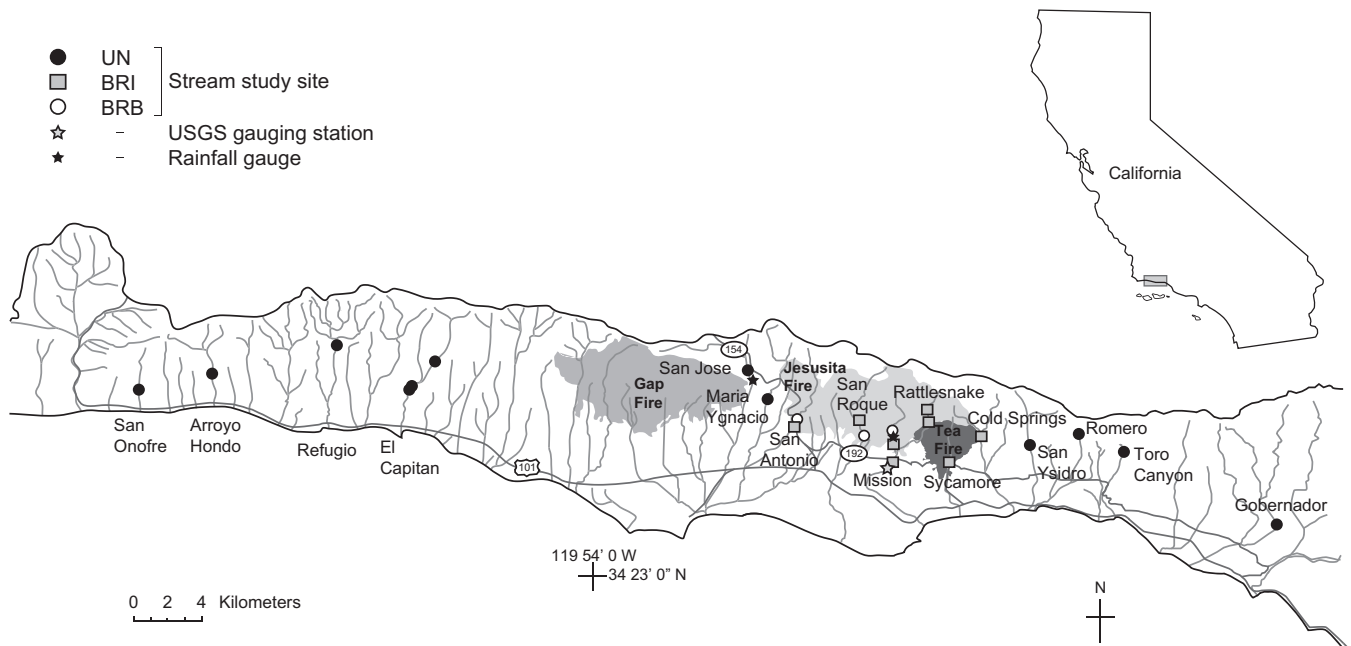 UN
BRI
BRB
Stream study site
– USGS gauging station
– Rainfall gauge
California
154
San Jose
Jesusita
Fire
Gap
Fire
Maria
Ygnacio
San
Roque
Rattlesnake
Cold Springs
Tea
Fire
San
Antonio
192
Mission
Sycamore
San
Ysidro
Romero
Toro
Canyon
Gobernador
San
Onofre
Arroyo
Hondo
Refugio
El
Capitan
101
119 54’ 0 W
34 23’ 0” N
0 2 4 Kilometers
N